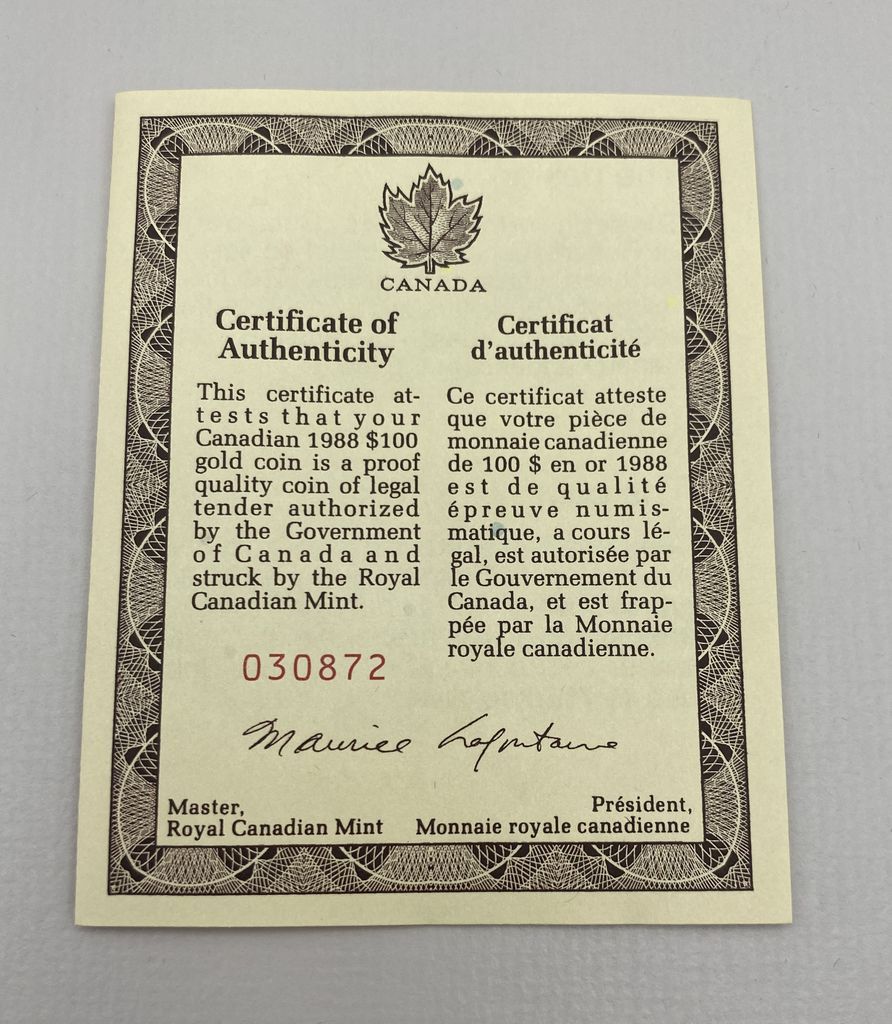 CANADA
Certificate of
Authenticity
This certificate at-
tests that your
Canadian 1988 $100
gold coin is a proof
quality coin of legal
tender authorized
by the Government
of Canada and
struck by the Royal
Canadian Mint.
030872
Certificat
d'authenticité
Ce certificat atteste
que votre pièce de
monnaie canadienne
de 100 $ en or 1988
est de qualité
épreuve numis-
matique, a cours lé-
gal, est autorisée par
le Gouvernement du
Canada, et est frap-
pée par la Monnaie
royale canadienne.
Maurice Lafontaine
Master,
Royal Canadian Mint
Président,
Monnaie royale canadienne